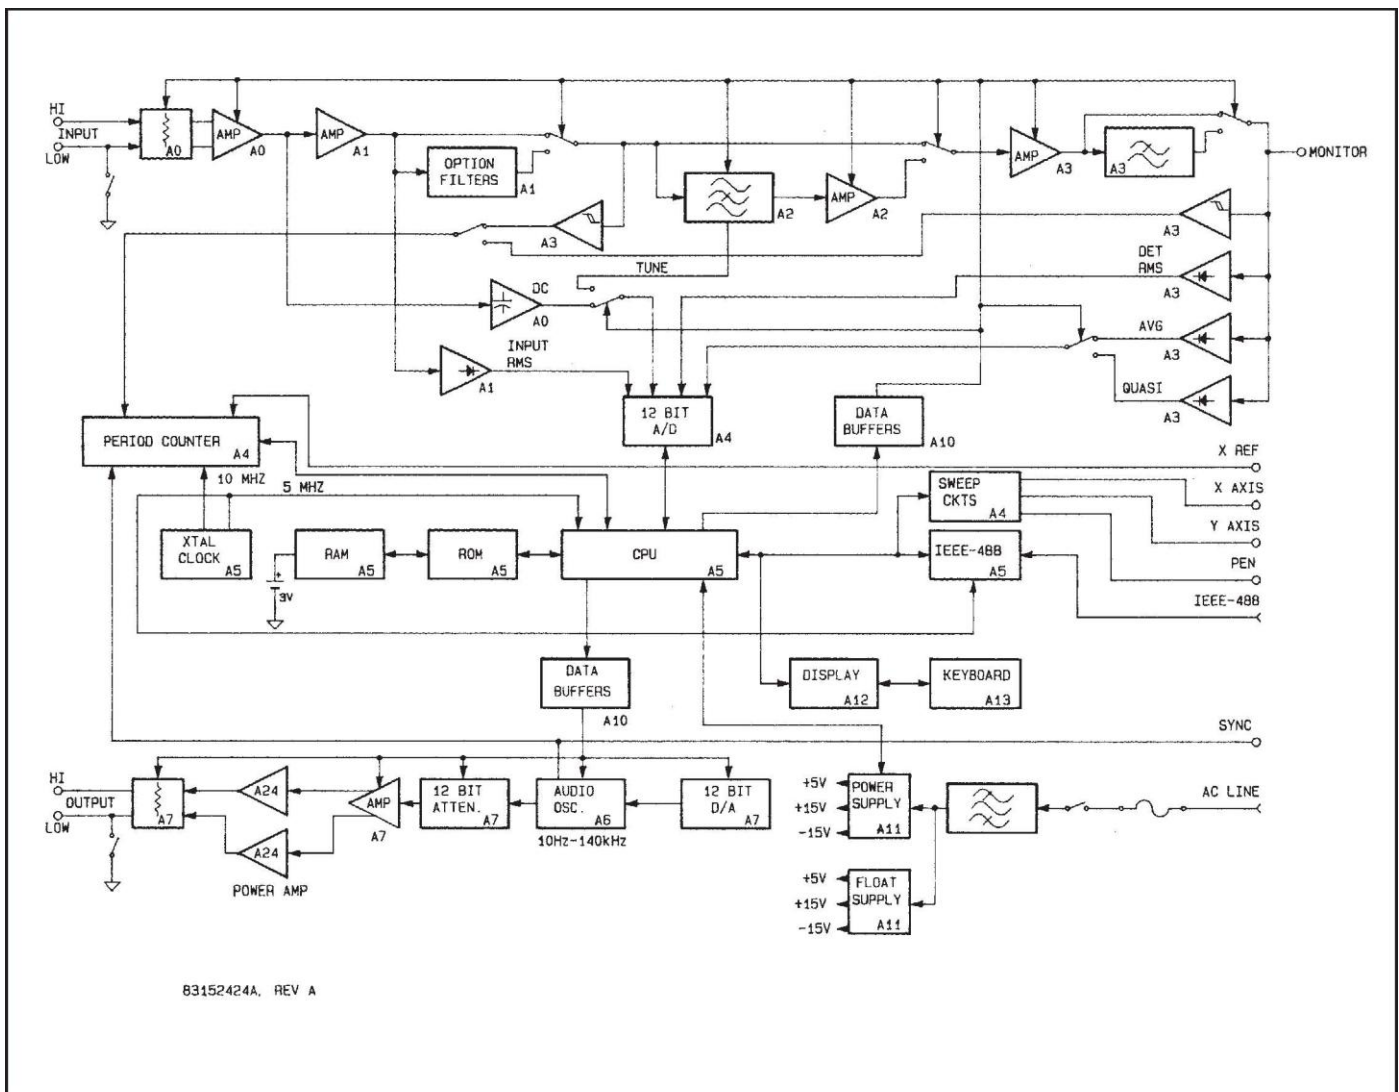 HI
INPUT
LOW
A0
AMP
A0
AMP
A1
OPTION
FILTERS
A1
A2
AMP
A2
AMP
A3
A3
MONITOR
A3
A3
TUNE
DC
A0
DET
RMS
A3
INPUT
RMS
A1
AVG
A3
QUASI
A3
PERIOD COUNTER
A4
12 BIT
A/D
A4
DATA
BUFFERS
A10
10 MHZ
5 MHZ
X REF
X AXIS
Y AXIS
PEN
IEEE-488
SWEEP
CKTS
A4
XTAL
CLOCK
A5
RAM
A5
ROM
A5
CPU
A5
IEEE-488
A5
+
3V
DATA
BUFFERS
A10
DISPLAY
A12
KEYBOARD
A13
SYNC
HI
OUTPUT
LOW
A7
A24
A24
POWER AMP
AMP
A7
12 BIT
ATTEN.
A7
AUDIO
OSC.
A6
10Hz-140kHz
12 BIT
D/A
A7
+5V
+15V
-15V
POWER
SUPPLY
A11
AC LINE
+5V
+15V
-15V
FLOAT
SUPPLY
A11
83152424A, REV A